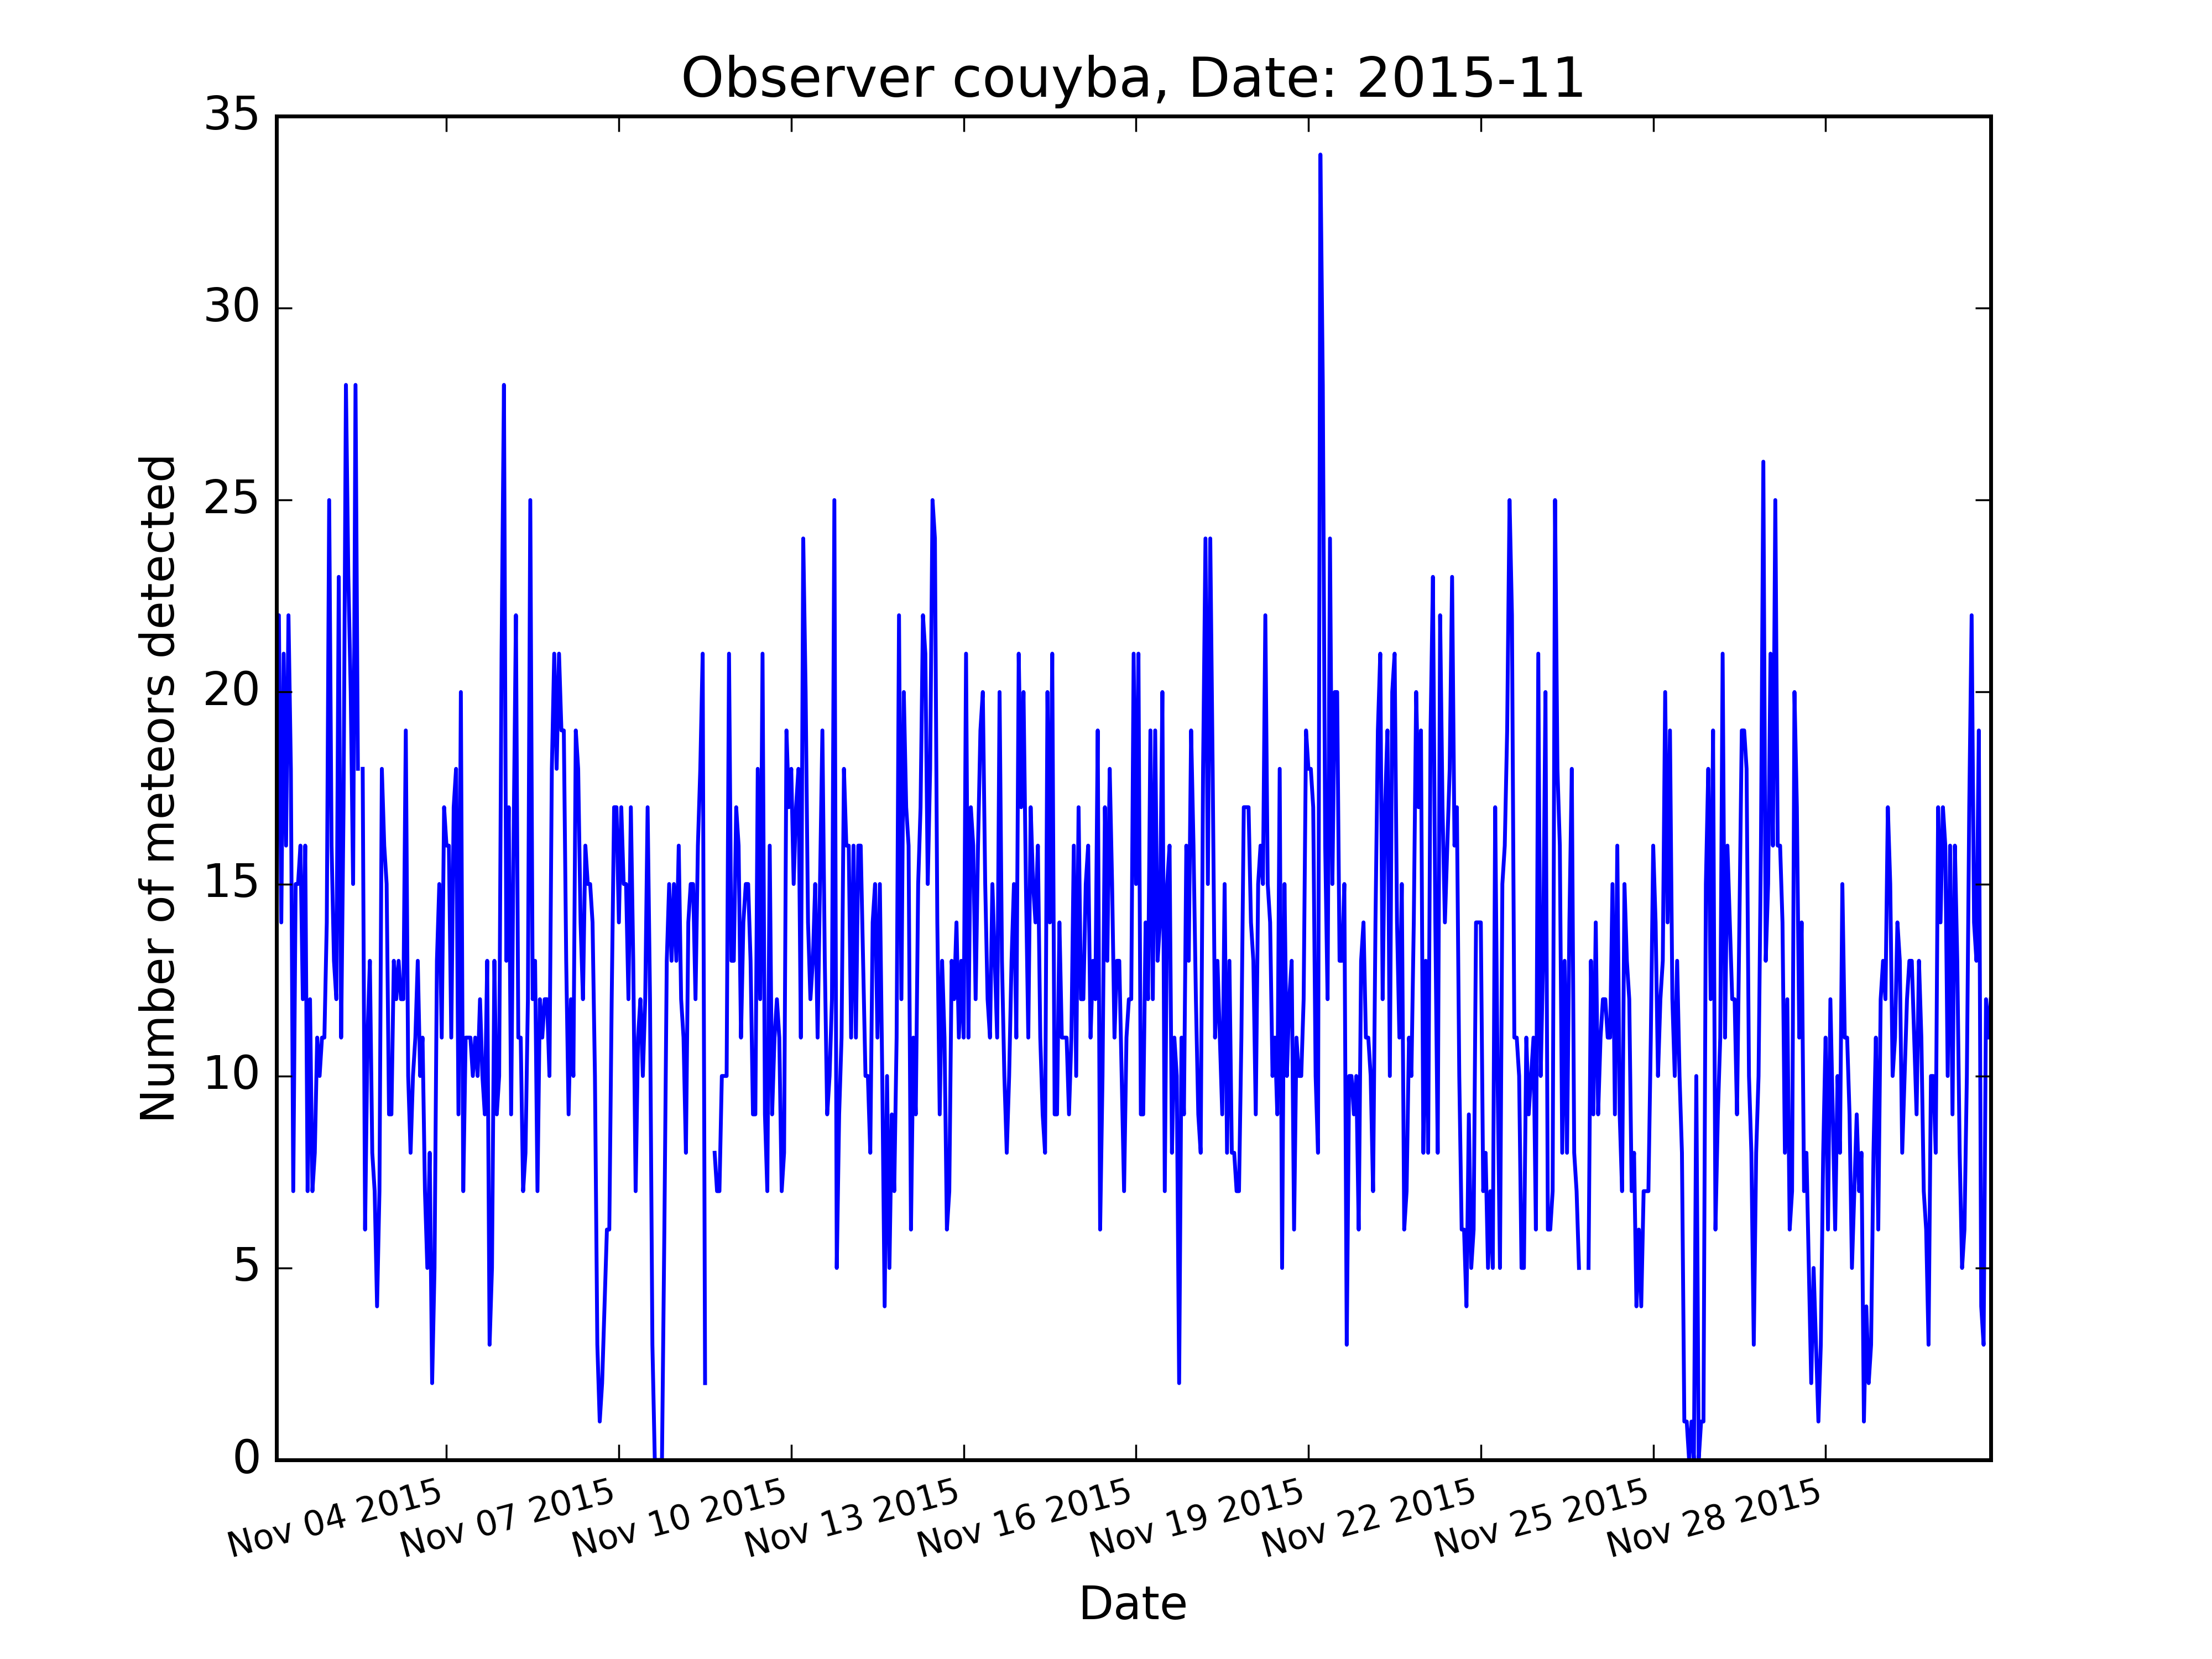 Observer couyba, Date: 2015-11
35
30
25
20
15
10
5
0
Number of meteors detected
Nov 04 2015
Nov 07 2015
Nov 10 2015
Nov 13 2015
Nov 16 2015
Nov 19 2015
Nov 22 2015
Nov 25 2015
Nov 28 2015
Date